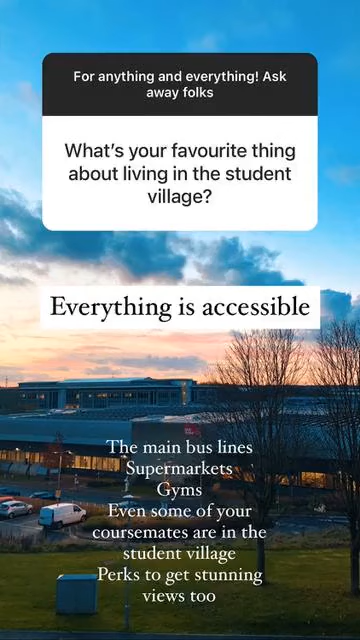 For anything and everything! Ask
away folks
What's your favourite thing
about living in the student
village?
Everything is accessible
The main bus lines
Supermarkets
Gyms
Even some of your
coursemates are in the
student village
Perks to get stunning
views too